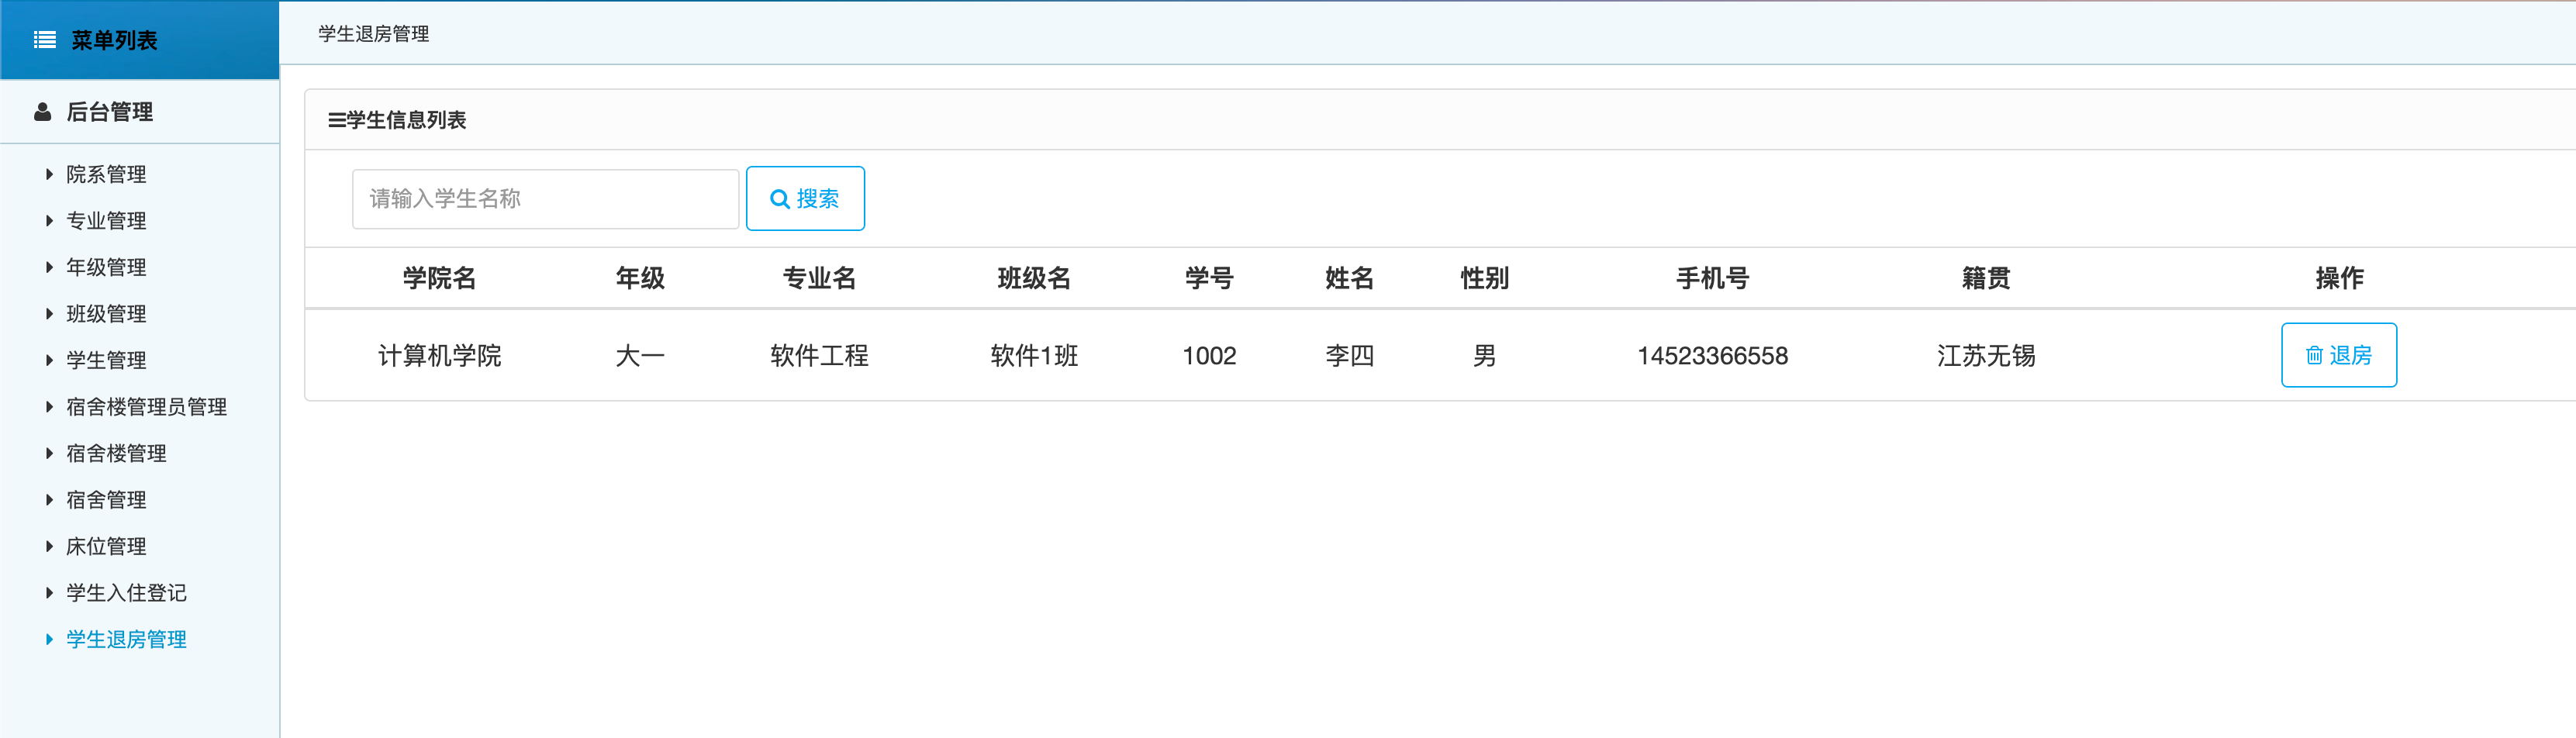 菜单列表
后台管理
院系管理
专业管理
年级管理
班级管理
学生管理
宿舍楼管理员管理
宿舍楼管理
宿舍管理
床位管理
学生入住登记
学生退房管理
学生退房管理
学生信息列表
请输入学生名称 搜索
学院名 年级 专业名 班级名 学号 姓名 性别 手机号 籍贯 操作
计算机学院 大一 软件工程 软件1班 1002 李四 男 14523366558 江苏无锡 退房